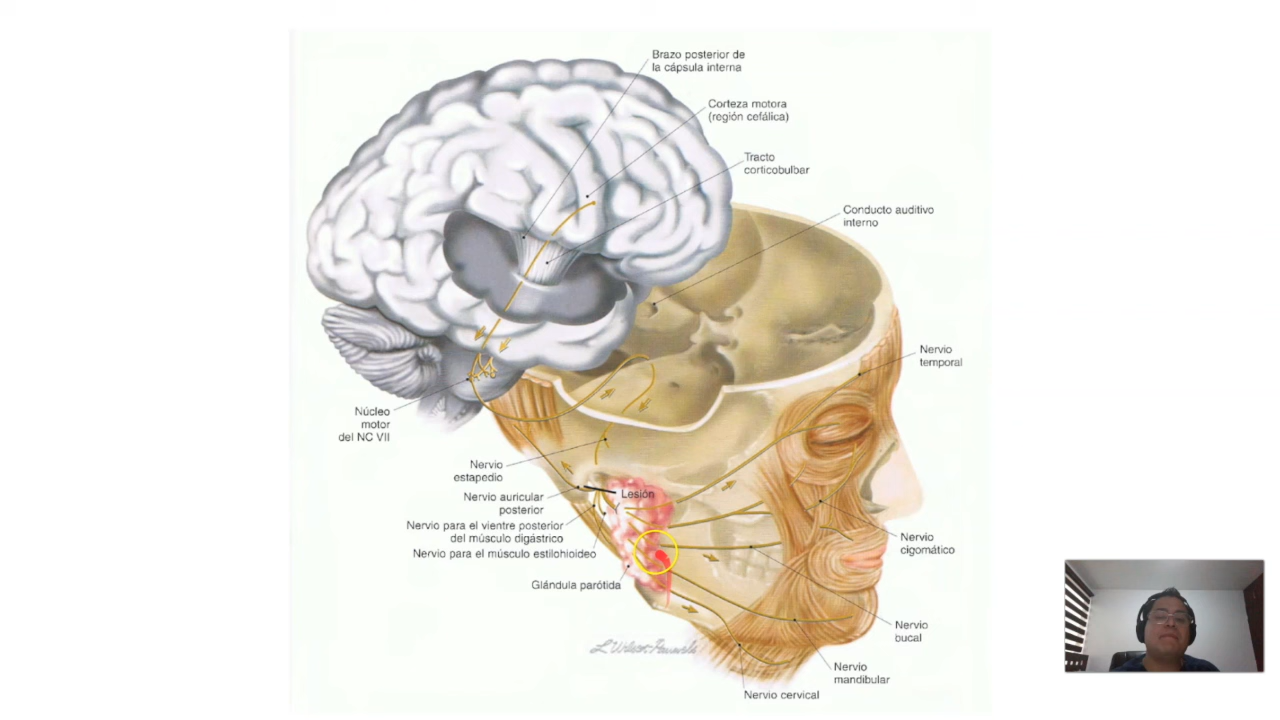 Brazo posterior de
la cápsula interna
Corteza motora
(región cefálica)
Tracto
corticobulbar
Conducto auditivo
interno
Nervio
temporal
Núcleo
motor
del NC VII
Nervio
estapedio
Lesión
Nervio auricular
posterior
Nervio para el vientre posterior
del músculo digástrico
Nervio para el músculo estilohioideo
Glándula parótida
Nervio
cigomático
Nervio
bucal
Nervio
mandibular
Nervio cervical